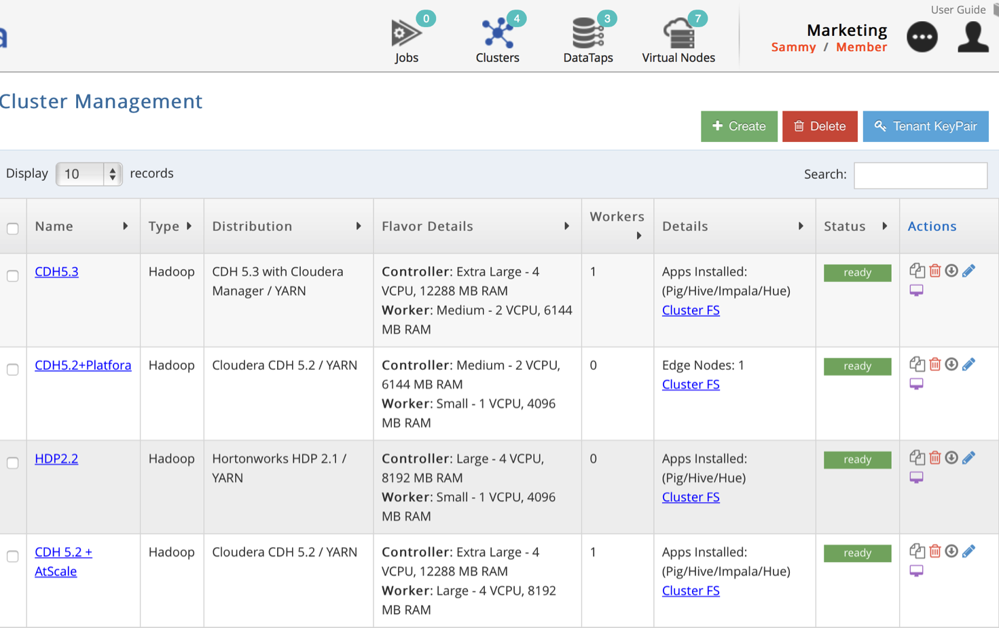 User Guide
0
4
3
7
Marketing
Sammy / Member
Jobs
Clusters
DataTaps
Virtual Nodes
Cluster Management
Create
Delete
Tenant KeyPair
Display 10 records
Search:
Name
Type
Distribution
Flavor Details
Workers
Details
Status
Actions
CDH5.3
Hadoop
CDH 5.3 with Cloudera
Manager / YARN
Controller: Extra Large - 4
VCPU, 12288 MB RAM
Worker: Medium - 2 VCPU, 6144
MB RAM
1
Apps Installed:
(Pig/Hive/Impala/Hue)
Cluster FS
ready
CDH5.2+Platfora
Hadoop
Cloudera CDH 5.2 / YARN
Controller: Medium - 2 VCPU,
6144 MB RAM
Worker: Small - 1 VCPU, 4096
MB RAM
0
Edge Nodes: 1
Cluster FS
ready
HDP2.2
Hadoop
Hortonworks HDP 2.1 /
YARN
Controller: Large - 4 VCPU,
8192 MB RAM
Worker: Small - 1 VCPU, 4096
MB RAM
0
Apps Installed:
(Pig/Hive/Hue)
Cluster FS
ready
CDH 5.2 +
AtScale
Hadoop
Cloudera CDH 5.2 / YARN
Controller: Extra Large - 4
VCPU, 12288 MB RAM
Worker: Large - 4 VCPU, 8192
MB RAM
1
Apps Installed:
(Pig/Hive/Impala/Hue)
Cluster FS
ready